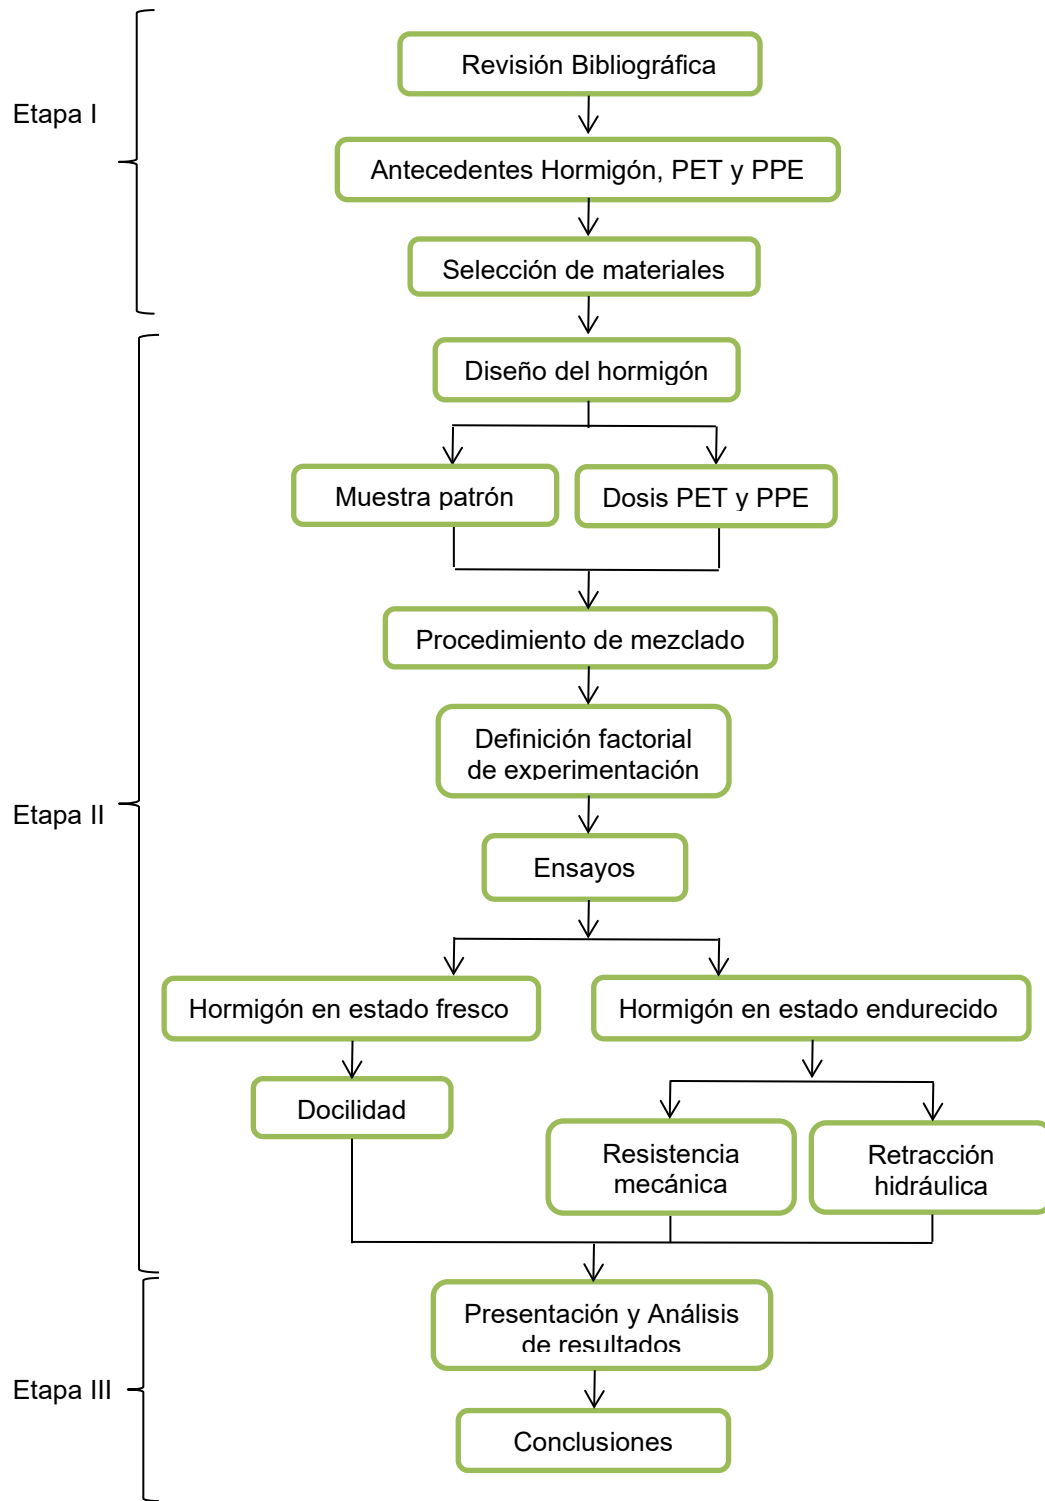 Revisión Bibliográfica
Etapa I
Antecedentes Hormigón, PET y PPE
Selección de materiales
Diseño del hormigón
Muestra patrón
Dosis PET y PPE
Procedimiento de mezclado
Definición factorial
de experimentación
Etapa II
Ensayos
Hormigón en estado fresco
Hormigón en estado endurecido
Docilidad
Resistencia
mecánica
Retracción
hidráulica
Presentación y Análisis
de resultados
Etapa III
Conclusiones